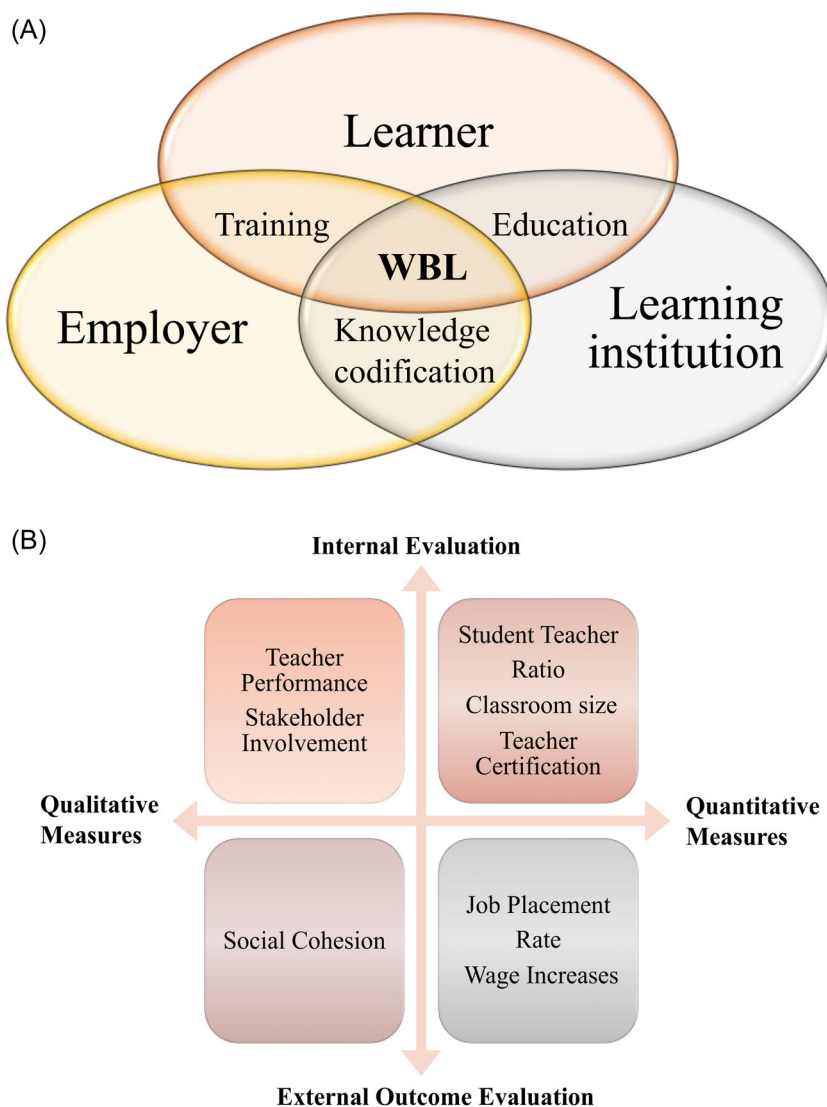 (A)
Learner
Training
Education
WBL
Employer
Knowledge
codification
Learning
institution
(B)
Internal Evaluation
Teacher
Performance
Stakeholder
Involvement
Student Teacher
Ratio
Classroom size
Teacher
Certification
Qualitative
Measures
Quantitative
Measures
Social Cohesion
Job Placement
Rate
Wage Increases
External Outcome Evaluation